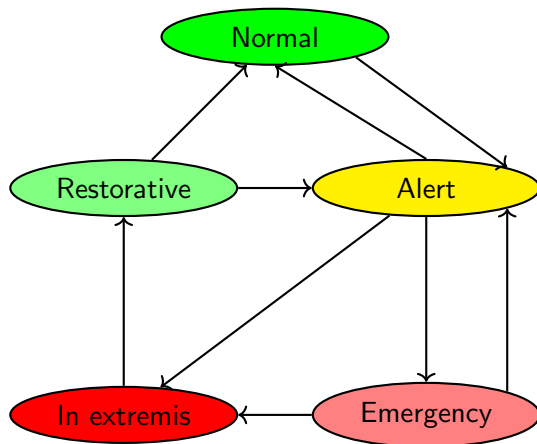 Normal
Restorative
Alert
In extremis
Emergency